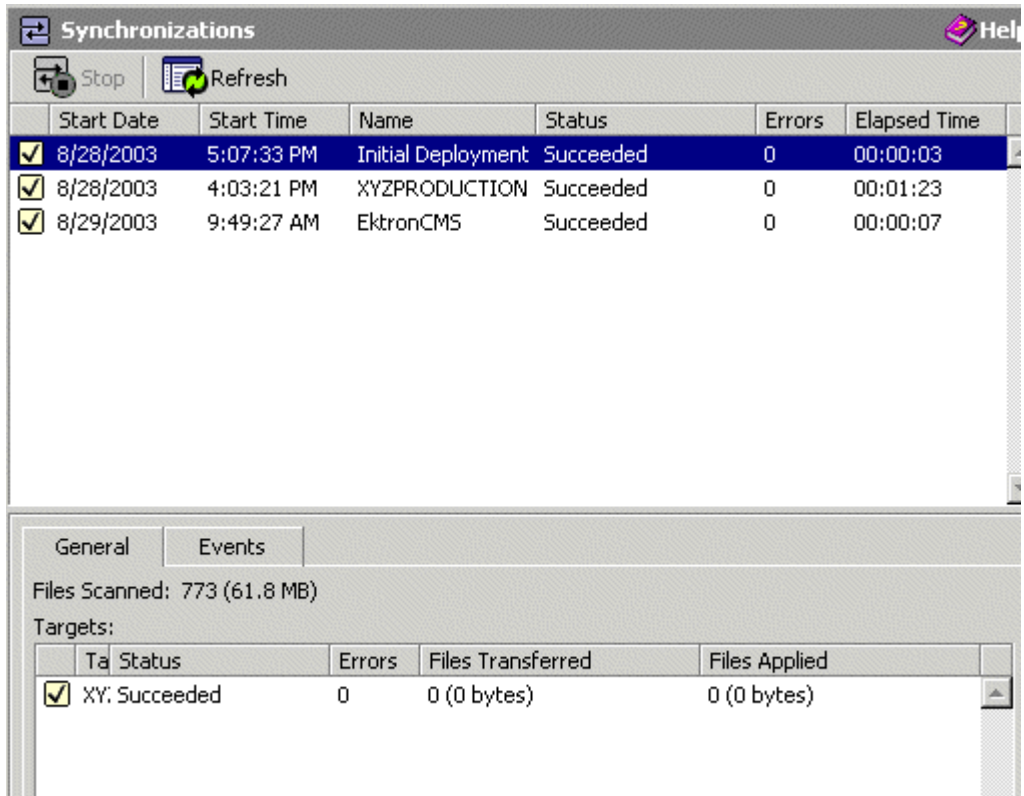 Synchronizations Help
Stop Refresh
Start Date Start Time Name Status Errors Elapsed Time
8/28/2003 5:07:33 PM Initial Deployment Succeeded 0 00:00:03
8/28/2003 4:03:21 PM XYZPRODUCTION Succeeded 0 00:01:23
8/29/2003 9:49:27 AM EktronCMS Succeeded 0 00:00:07
General Events
Files Scanned: 773 (61.8 MB)
Targets:
Ta Status Errors Files Transferred Files Applied
XY. Succeeded 0 0 (0 bytes) 0 (0 bytes)